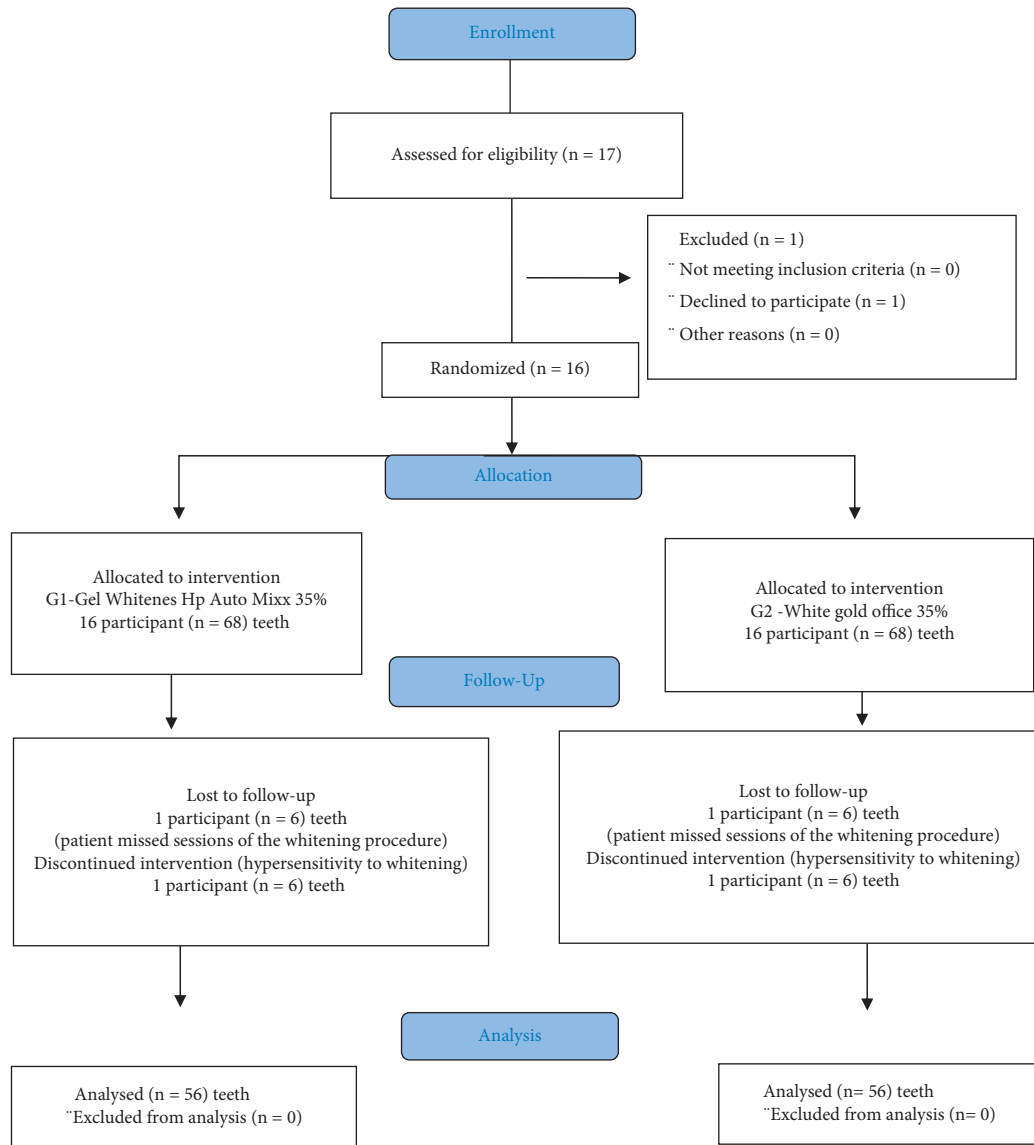 Enrollment
Assessed for eligibility (n = 17)
Excluded (n = 1)
¨ Not meeting inclusion criteria (n = 0)
¨ Declined to participate (n = 1)
¨ Other reasons (n = 0)
Randomized (n = 16)
Allocation
Allocated to intervention
G1-Gel Whitenes Hp Auto Mixx 35%
16 participant (n = 68) teeth
Allocated to intervention
G2 -White gold office 35%
16 participant (n = 68) teeth
Follow-Up
Lost to follow-up
1 participant (n = 6) teeth
(patient missed sessions of the whitening procedure)
Discontinued intervention (hypersensitivity to whitening)
1 participant (n = 6) teeth
Lost to follow-up
1 participant (n = 6) teeth
(patient missed sessions of the whitening procedure)
Discontinued intervention (hypersensitivity to whitening)
1 participant (n = 6) teeth
Analysis
Analysed (n = 56) teeth
¨Excluded from analysis (n = 0)
Analysed (n= 56) teeth
¨Excluded from analysis (n= 0)